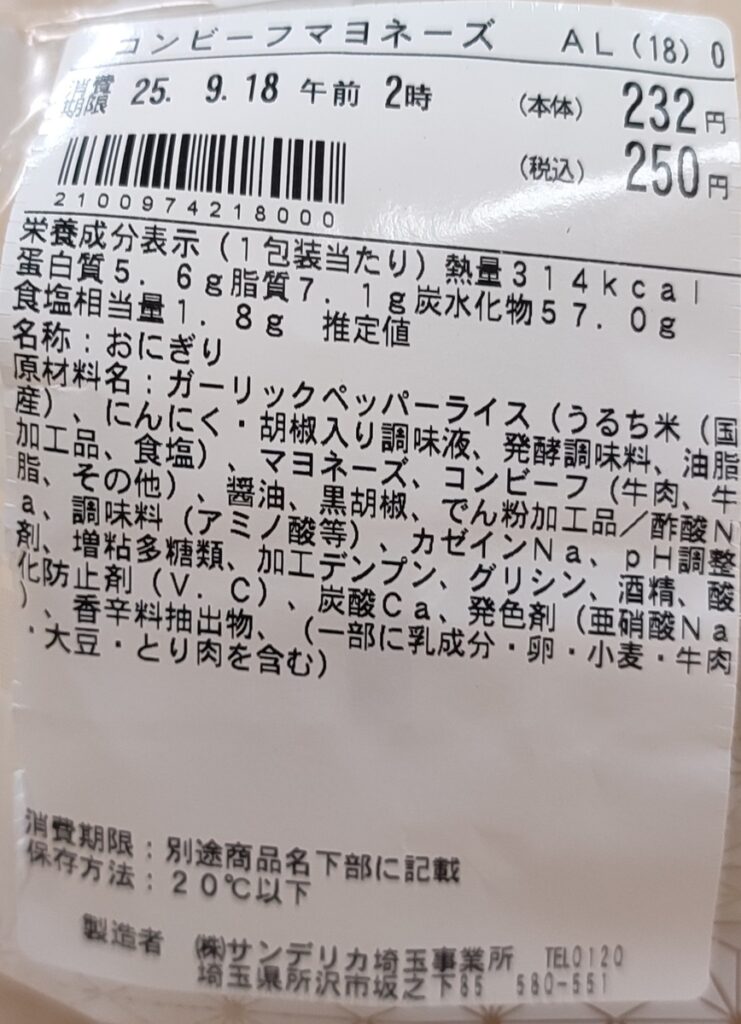 コンビーフマヨネーズ AL(18)0
消費期限 25. 9.18 午前 2時 (本体) 232円
(税込) 250円
2100974218000
栄養成分表示(1包装当たり)熱量314kcal
蛋白質5.6g脂質7.1g炭水化物57.0g
食塩相当量1.8g 推定値
名称:おにぎり
原材料名:ガーリックペッパーライス(うるち米(国
産)、にんにく・胡椒入り調味液、発酵調味料、油脂
加工品、食塩)、マヨネーズ、コンビーフ(牛肉、牛
脂、その他)、醤油、黒胡椒、でん粉加工品/酢酸N
a、調味料(アミノ酸等)、カゼインNa、pH調整
剤、増粘多糖類、加工デンプン、グリシン、酒精、酸
化防止剤(V.C)、炭酸Ca、発色剤(亜硝酸Na
)、香辛料抽出物、(一部に乳成分・卵・小麦・牛肉
・大豆・とり肉を含む)
消費期限:別途商品名下部に記載
保存方法:20℃以下
製造者 ㈱サンデリカ埼玉事業所 TEL0120
埼玉県所沢市坂之下85 580-551